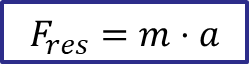 F_res = m · a